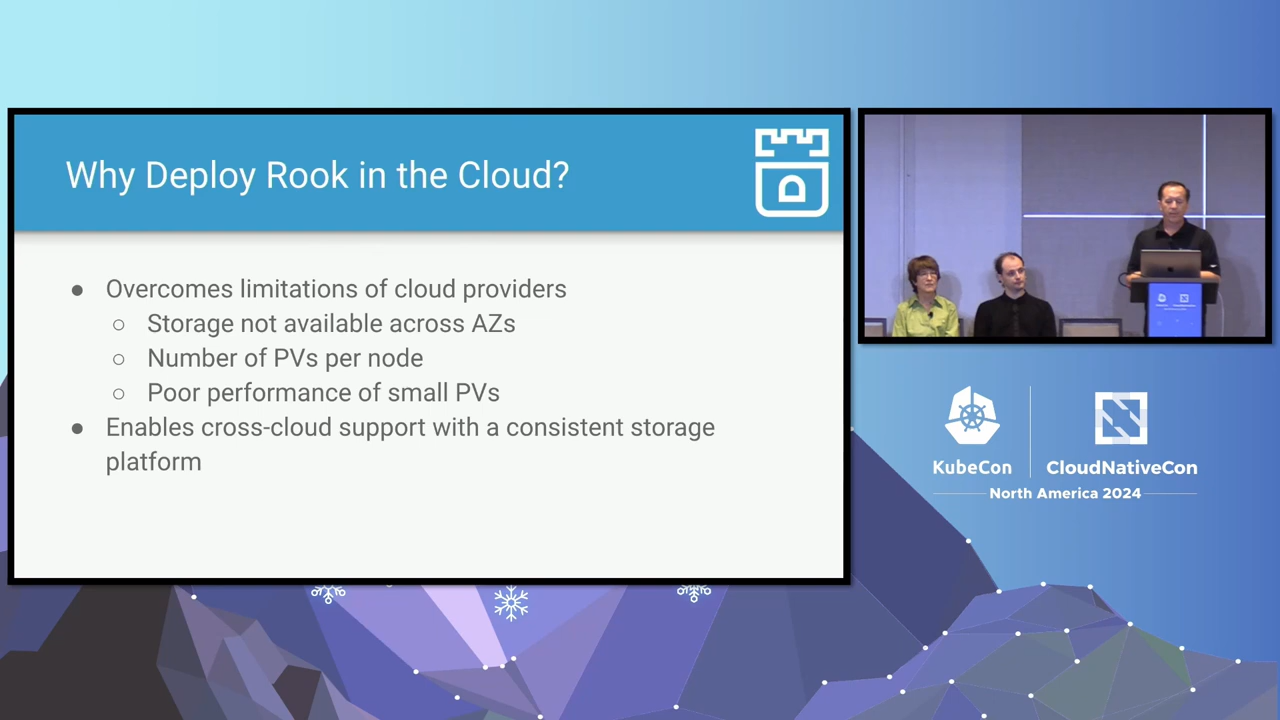 Why Deploy Rook in the Cloud?
● Overcomes limitations of cloud providers
○ Storage not available across AZs
○ Number of PVs per node
○ Poor performance of small PVs
● Enables cross-cloud support with a consistent storage
platform
KubeCon
CloudNativeCon
North America 2024